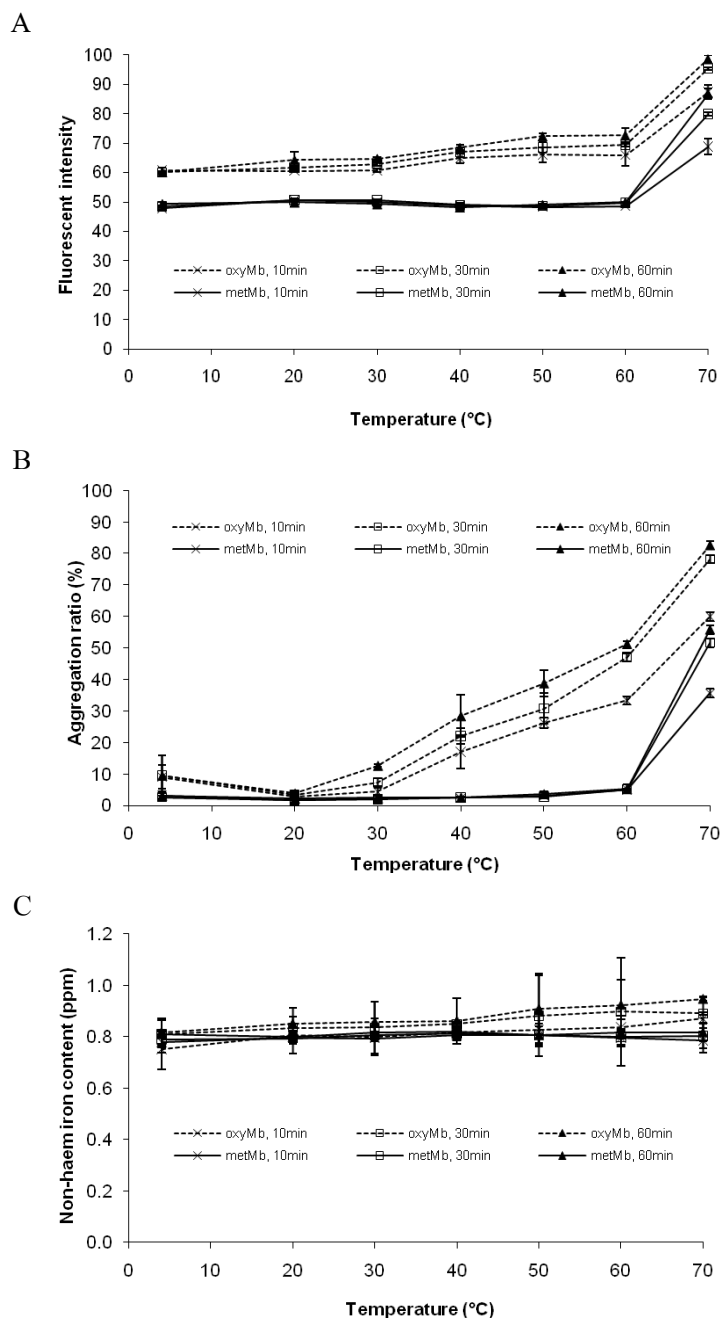 A
100
90
80
70
60
50
40
30
20
10
0
Fluorescent intensity
oxyMb, 10min oxyMb, 30min oxyMb, 60min
metMb, 10min metMb, 30min metMb, 60min
0 10 20 30 40 50 60 70
Temperature (°C)
B
100
90
80
70
60
50
40
30
20
10
0
Aggregation ratio (%)
oxyMb, 10min oxyMb, 30min oxyMb, 60min
metMb, 10min metMb, 30min metMb, 60min
0 10 20 30 40 50 60 70
Temperature (°C)
C
1.2
1.0
0.8
0.6
0.4
0.2
0.0
Non-haem iron content (ppm)
oxyMb, 10min oxyMb, 30min oxyMb, 60min
metMb, 10min metMb, 30min metMb, 60min
0 10 20 30 40 50 60 70
Temperature (°C)